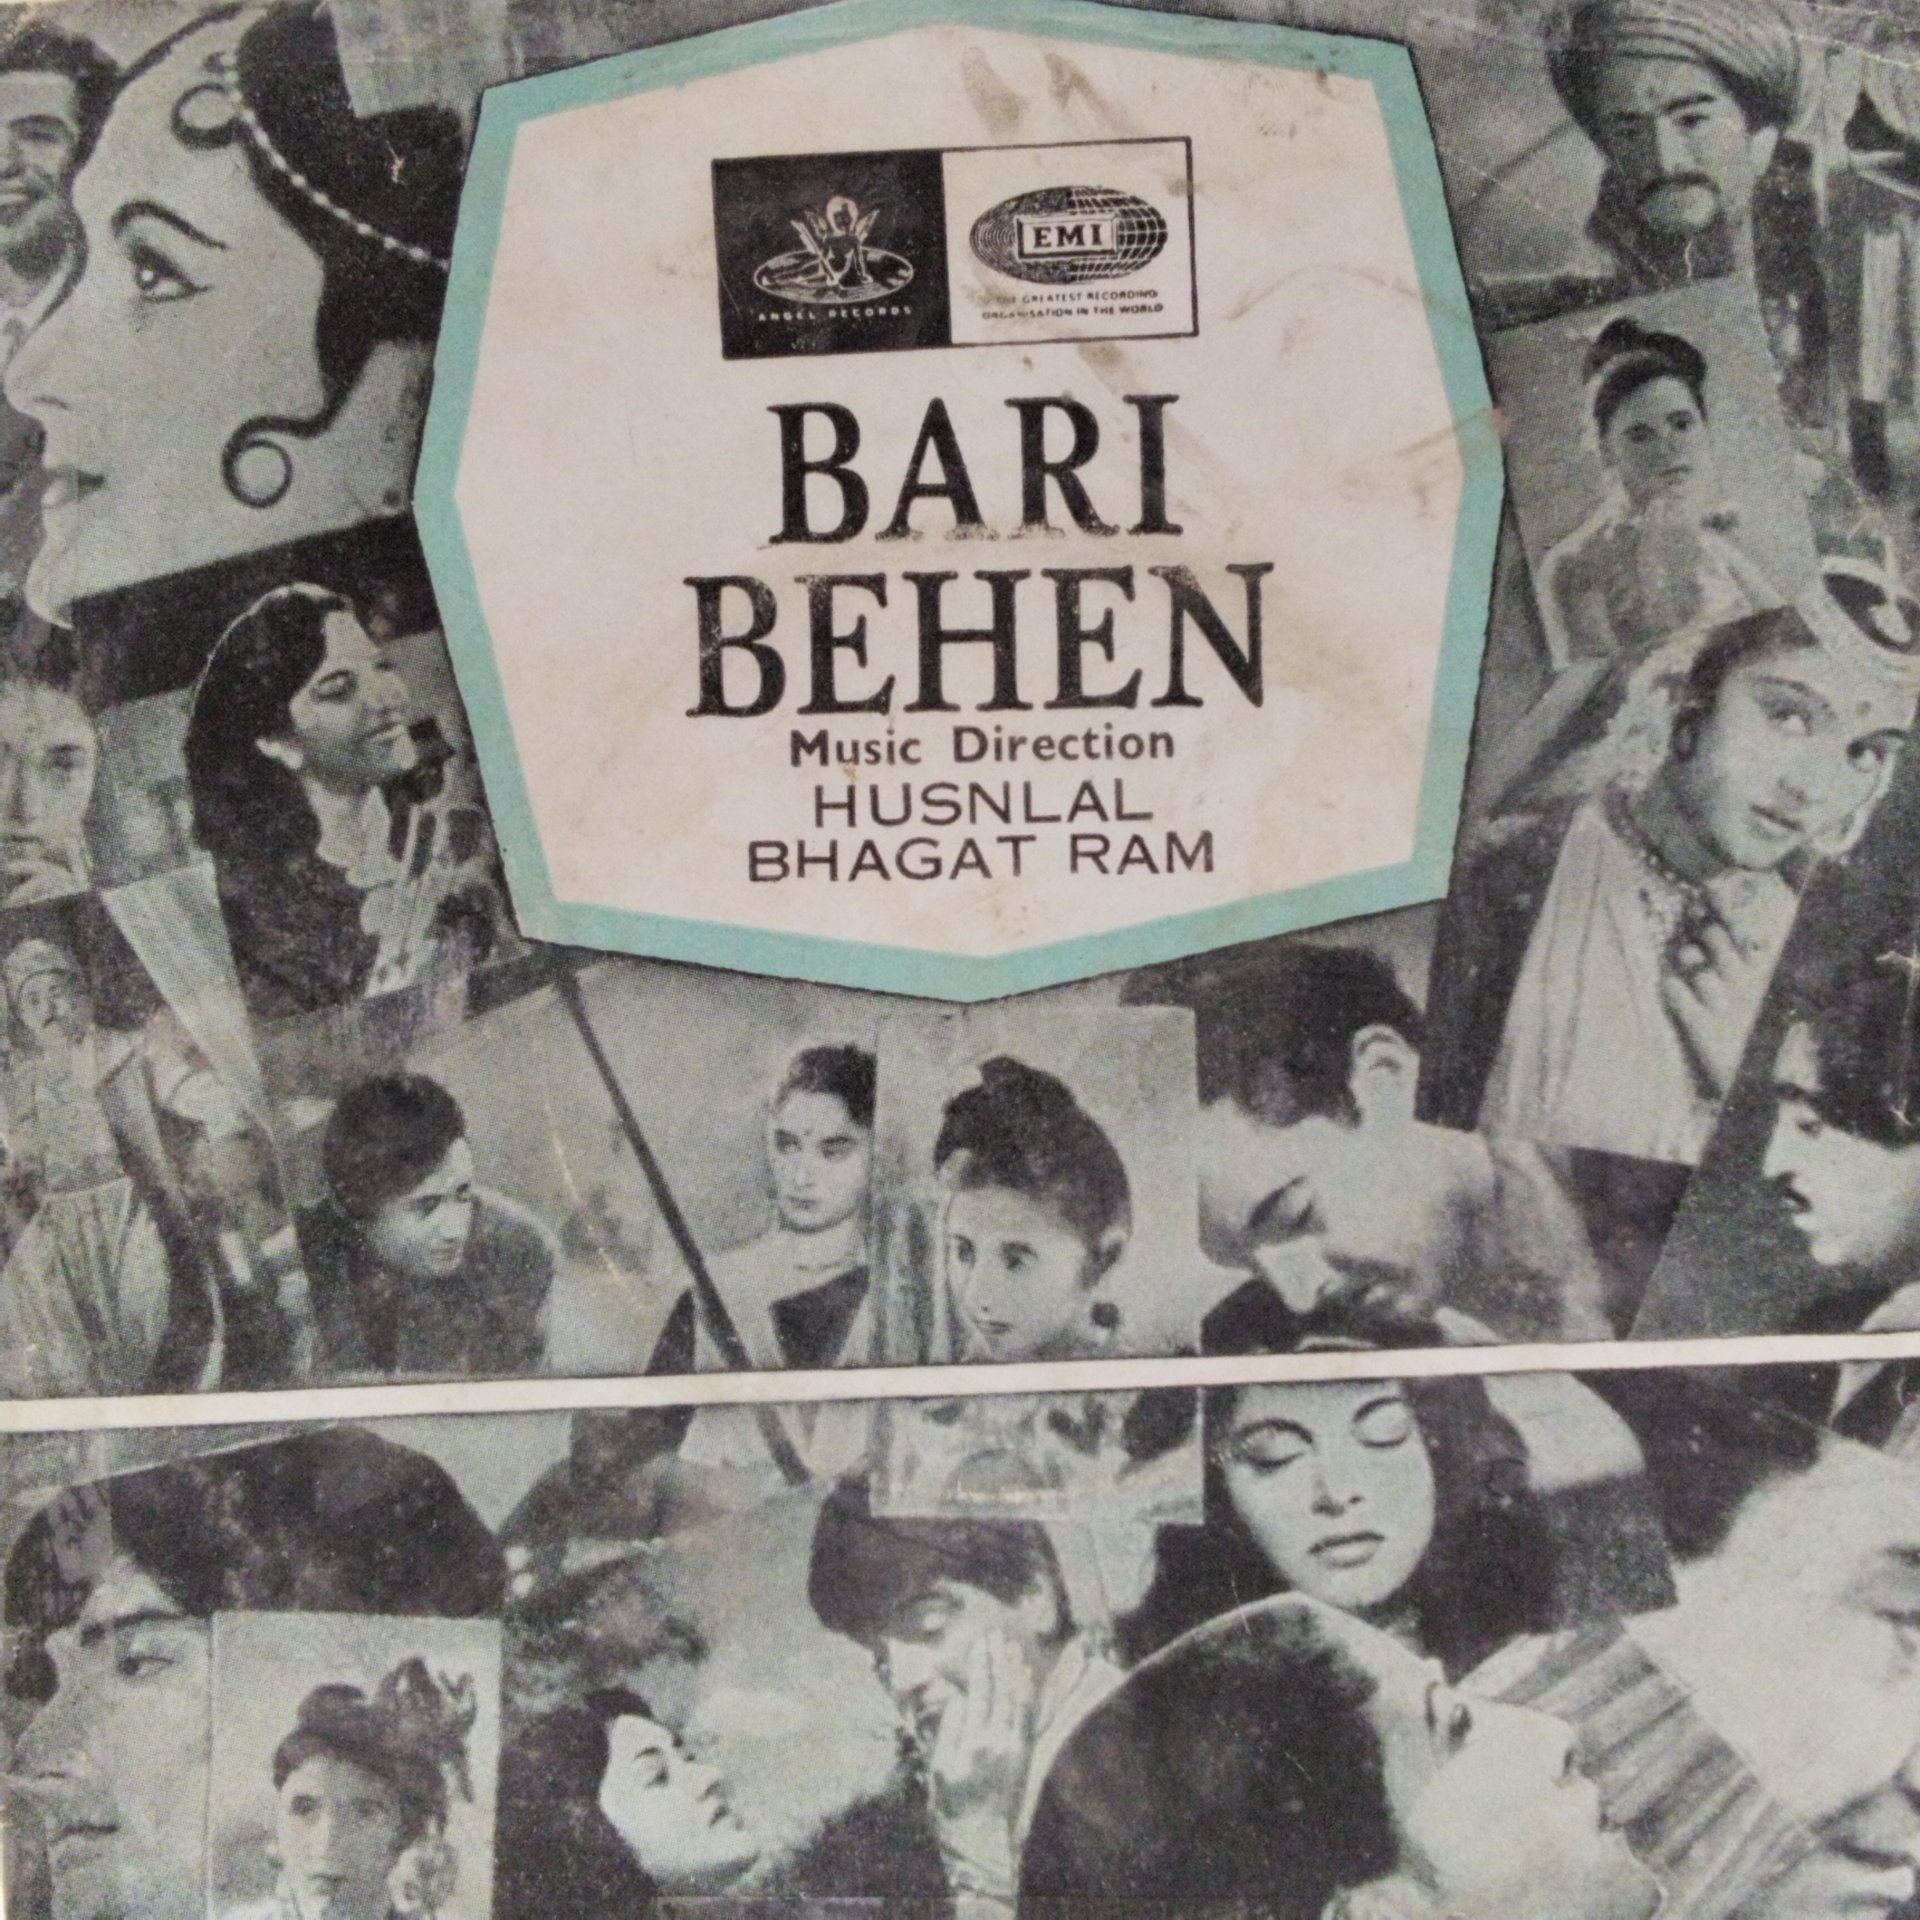 ANGEL RECORDS
EMI
THE GREATEST RECORDING
ORGANISATION IN THE WORLD
BARI
BEHEN
Music Direction
HUSNLAL
BHAGAT RAM